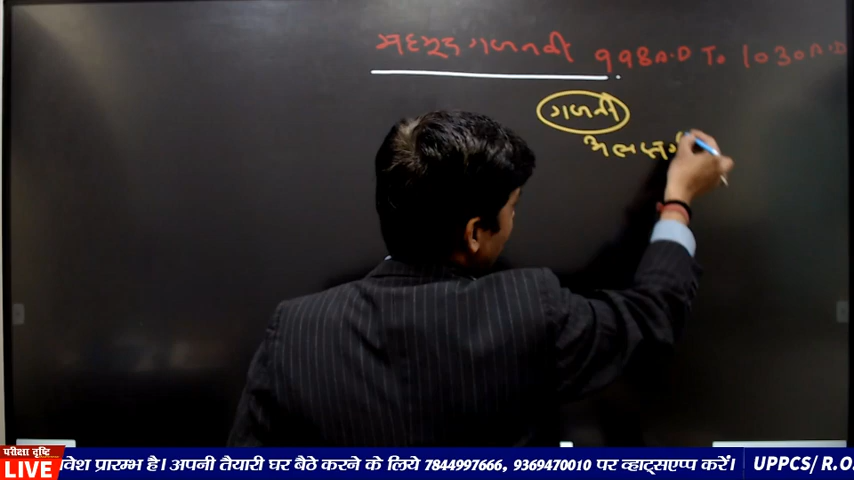 महमूद गजनवी 998A.D To 1030A.D
गजनी
अलप्तगी
परीक्षा दृष्टि
LIVE
वेश प्रारम्भ है। अपनी तैयारी घर बैठे करने के लिये 7844997666, 9369470010 पर व्हाट्सएप्प करें। UPPCS/ R.O